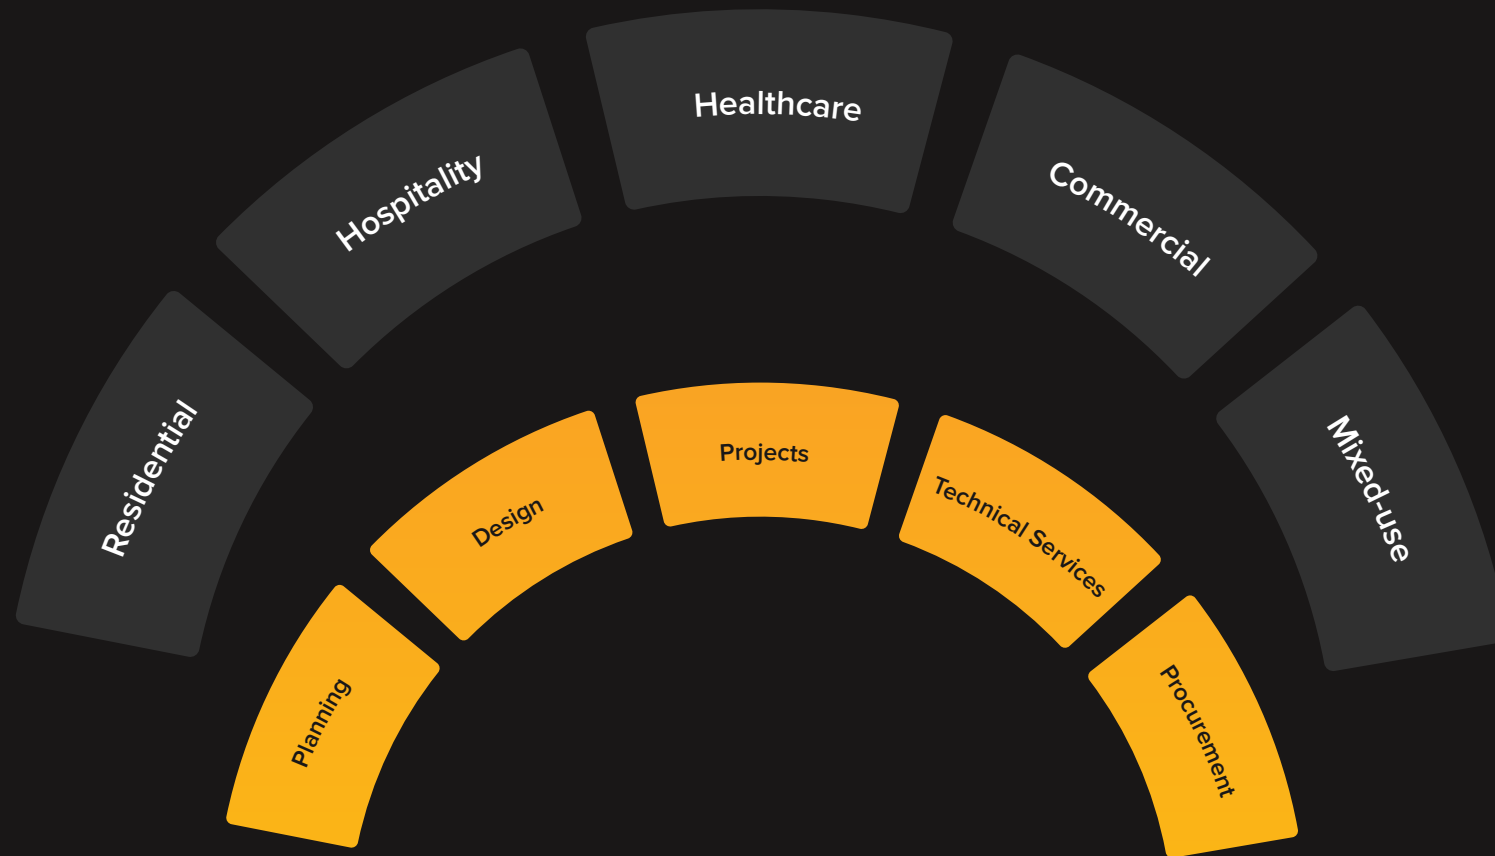 Residential
Hospitality
Healthcare
Commercial
Mixed-use
Planning
Design
Projects
Technical Services
Procurement